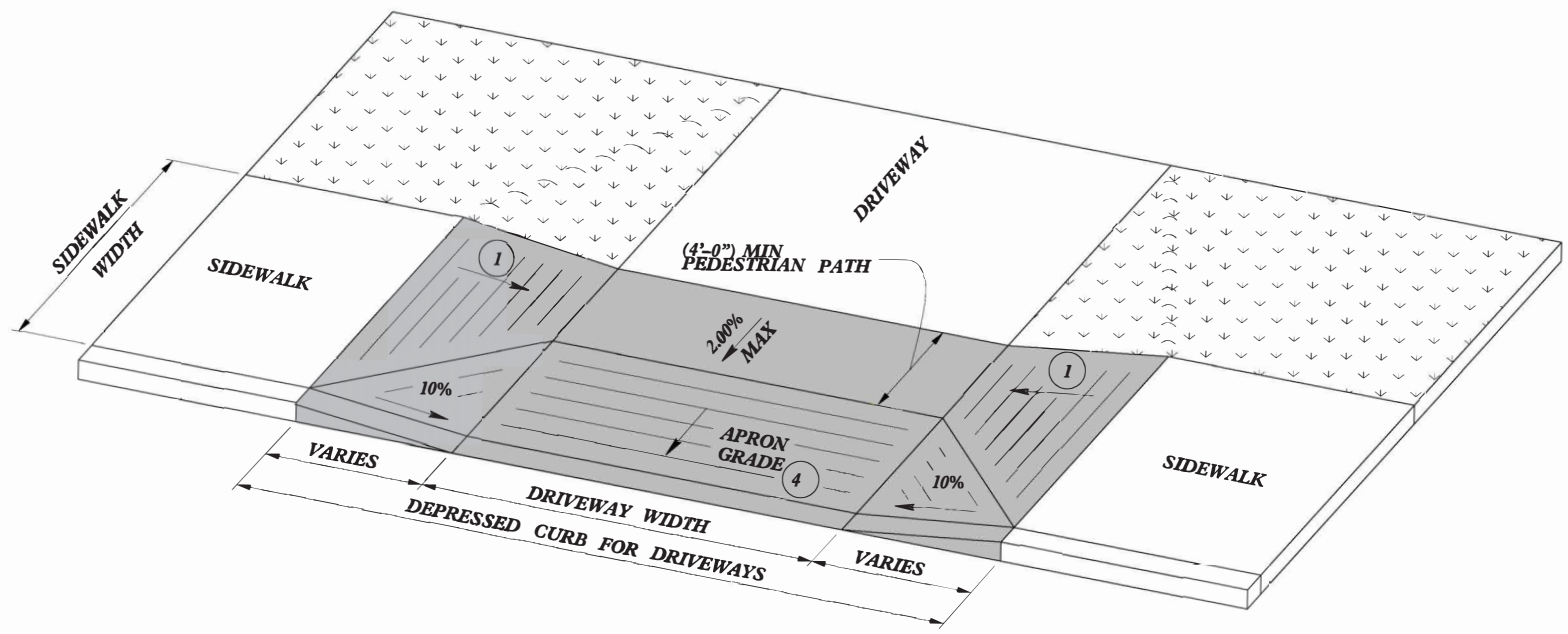 DRIVEWAY
SIDEWALK
WIDTH
(4'-0") MIN
PEDESTRIAN PATH
1
SIDEWALK
2.00%
MAX
1
10%
APRON
GRADE
4
10%
SIDEWALK
VARIES
DRIVEWAY WIDTH
DEPRESSED CURB FOR DRIVEWAYS
VARIES